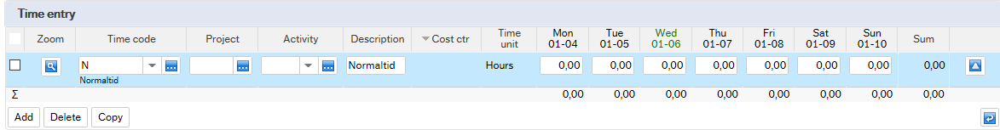 Time entry
Zoom Time code Project Activity Description Cost ctr Time unit Mon 01-04 Tue 01-05 Wed 01-06 Thu 01-07 Fri 01-08 Sat 01-09 Sun 01-10 Sum
N Normaltid Hours 0,00 0,00 0,00 0,00 0,00 0,00 0,00 0,00
Normaltid
Σ 0,00 0,00 0,00 0,00 0,00 0,00 0,00 0,00
Add Delete Copy